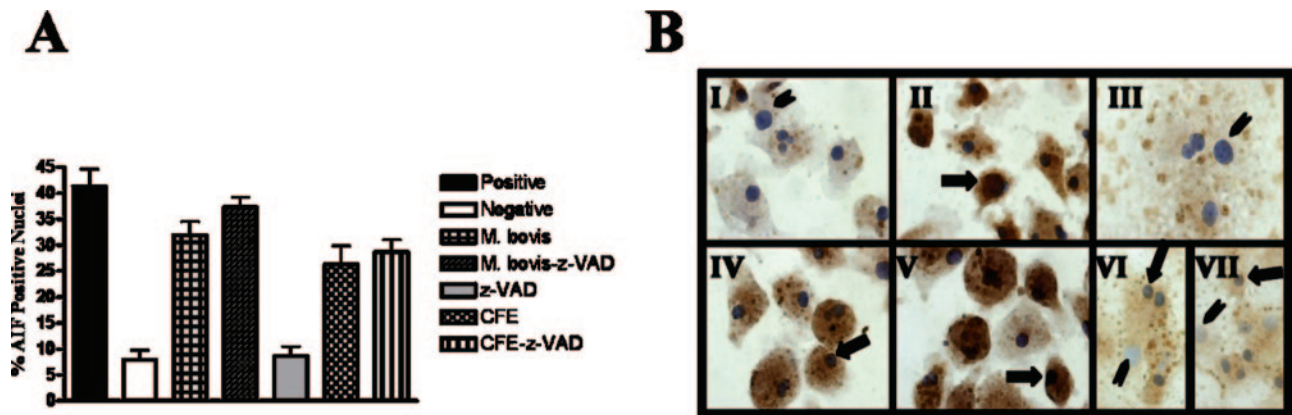 A
% AIF Positive Nuclei
45
40
35
30
25
20
15
10
5
0
Positive
Negative
M. bovis
M. bovis-z-VAD
z-VAD
CFE
CFE-z-VAD
B
I
II
III
IV
V
VI
VII